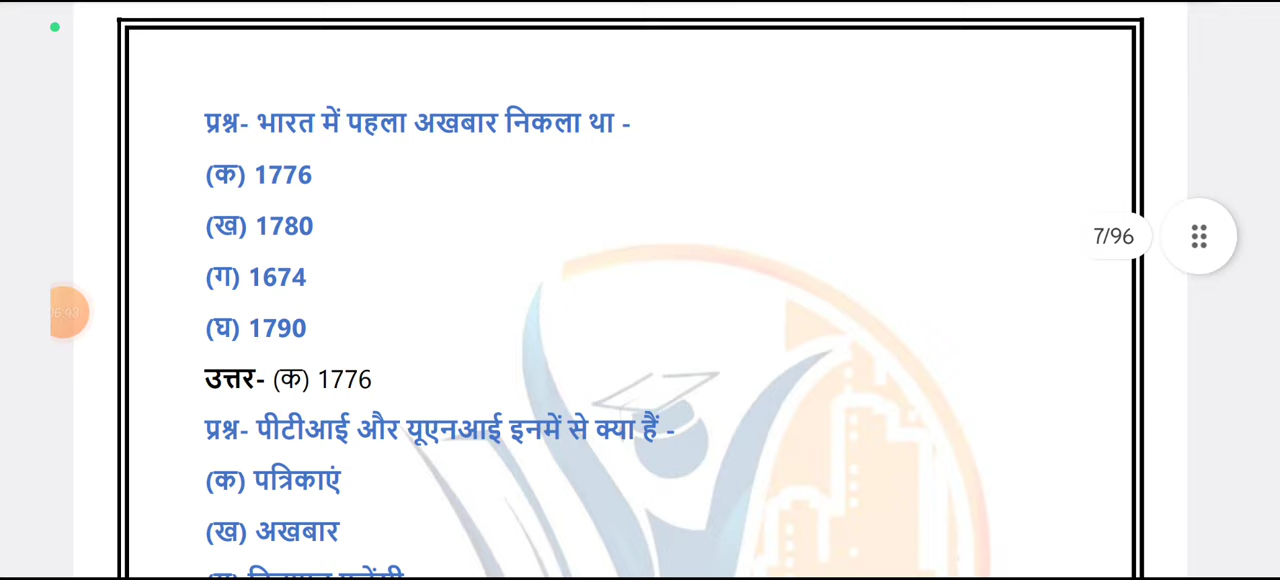 प्रश्न- भारत में पहला अखबार निकला था -
(क) 1776
(ख) 1780
7/96
(ग) 1674
(घ) 1790
उत्तर- (क) 1776
प्रश्न- पीटीआई और यूएनआई इनमें से क्या हैं -
(क) पत्रिकाएं
(ख) अखबार